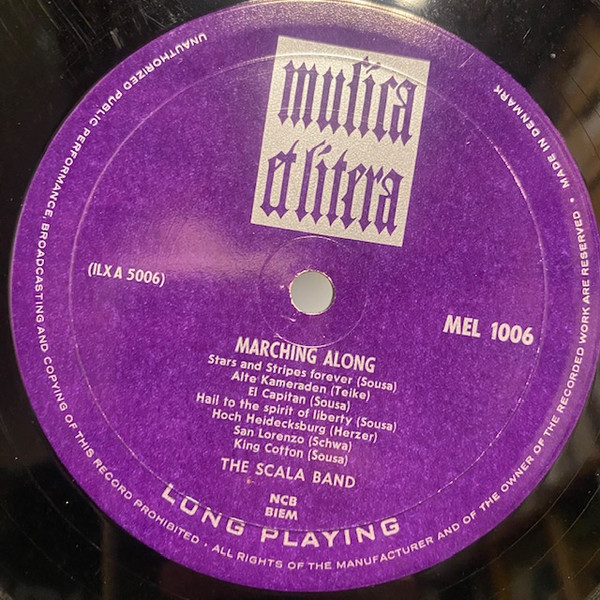 musica
et litera
(ILX A 5006)
MEL 1006
MARCHING ALONG
Stars and Stripes forever (Sousa)
Alte Kameraden (Teike)
El Capitan (Sousa)
Hail to the spirit of liberty (Sousa)
Hoch Heidecksburg (Herzer)
San Lorenzo (Schwa)
King Cotton (Sousa)
THE SCALA BAND
NCB
BIEM
LONG PLAYING
UNAUTHORIZED PUBLIC PERFORMANCE, BROADCASTING AND COPYING OF THIS RECORD PROHIBITED • ALL RIGHTS OF THE MANUFACTURER AND OF THE OWNER OF THE RECORDED WORK ARE RESERVED • MADE IN DENMARK